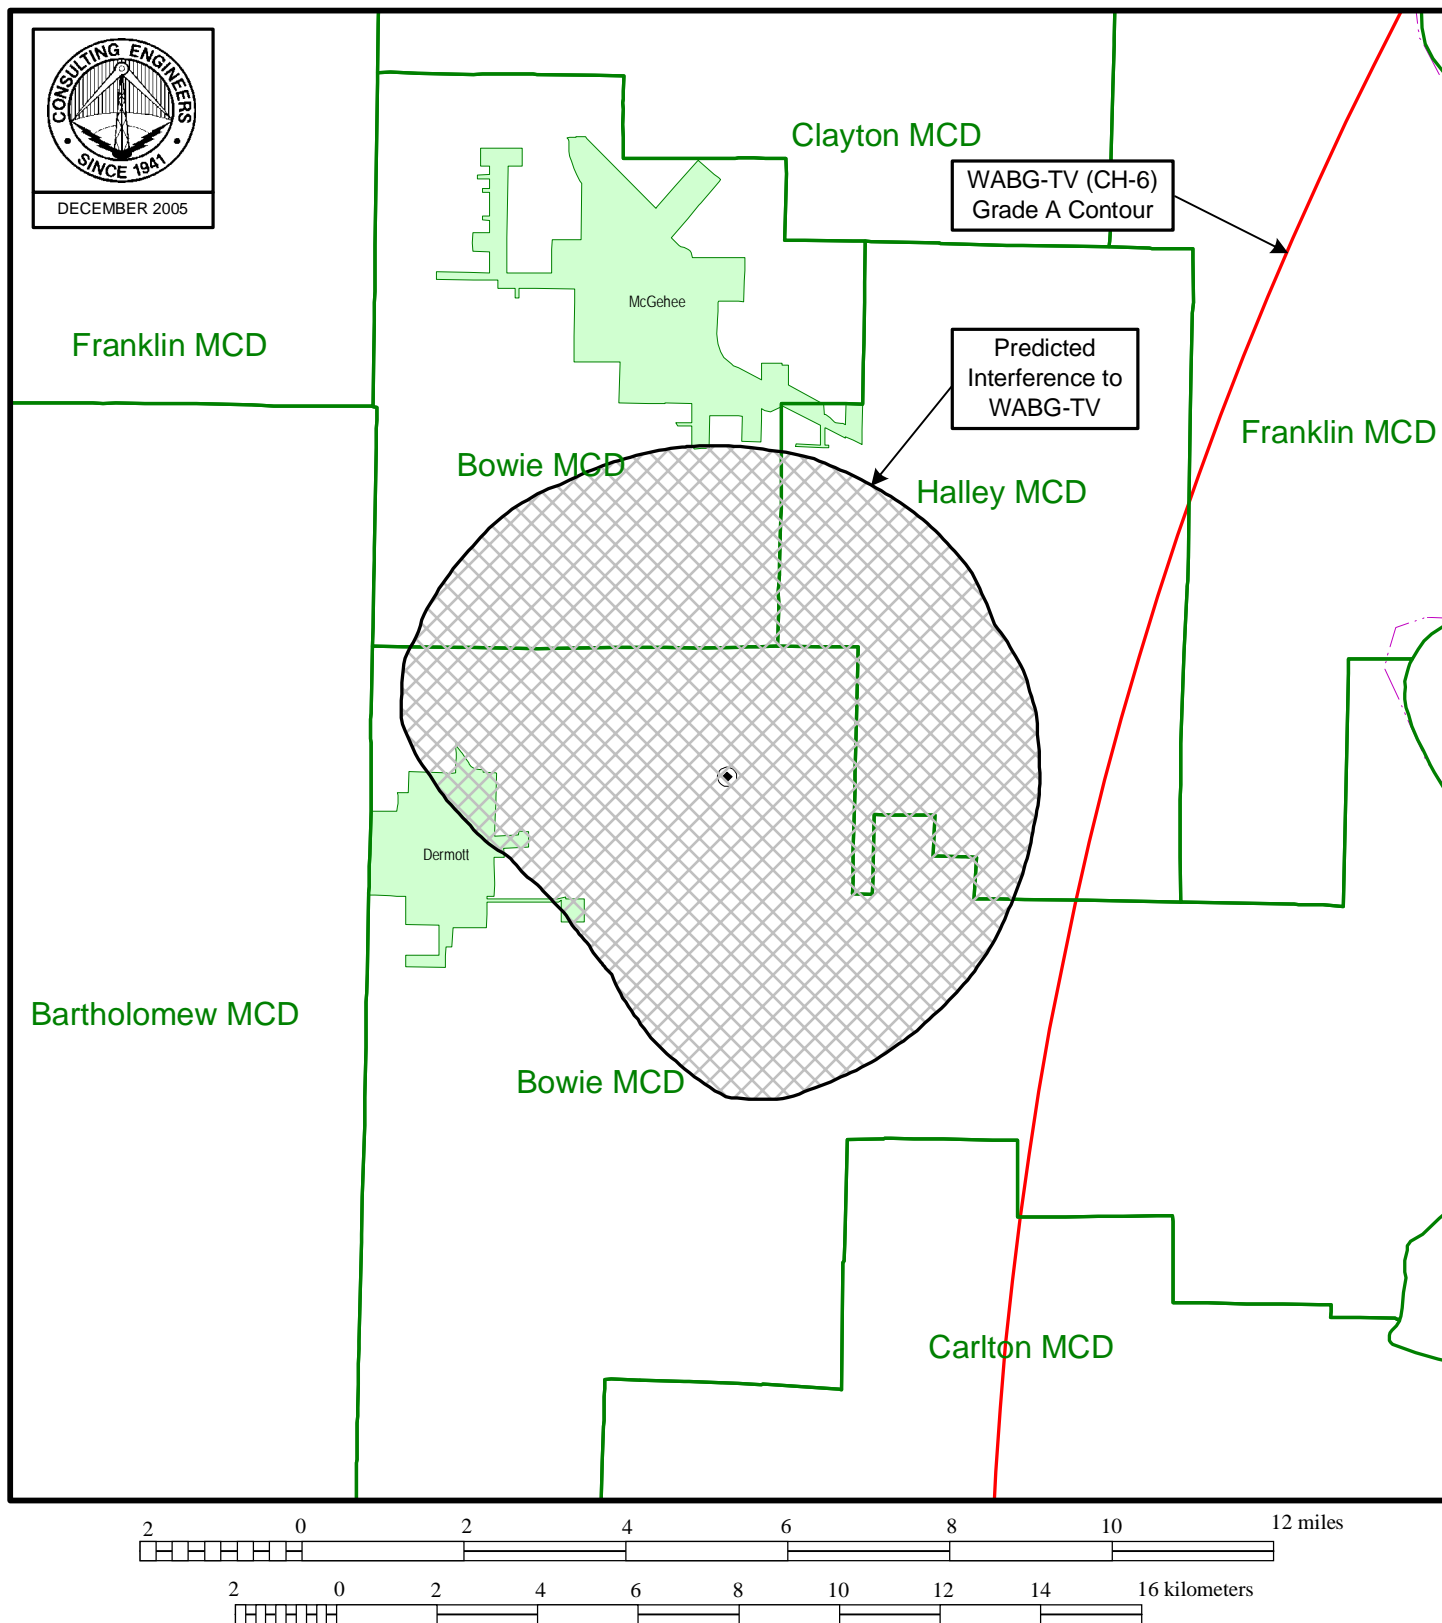 CONSULTING ENGINEERS
SINCE 1941
DECEMBER 2005
Clayton MCD
WABG-TV (CH-6)
Grade A Contour
McGehee
Franklin MCD
Predicted
Interference to
WABG-TV
Franklin MCD
Bowie MCD
Halley MCD
Dermott
Bartholomew MCD
Bowie MCD
Carlton MCD
2 0 2 4 6 8 10 12 miles
2 0 2 4 6 8 10 12 14 16 kilometers